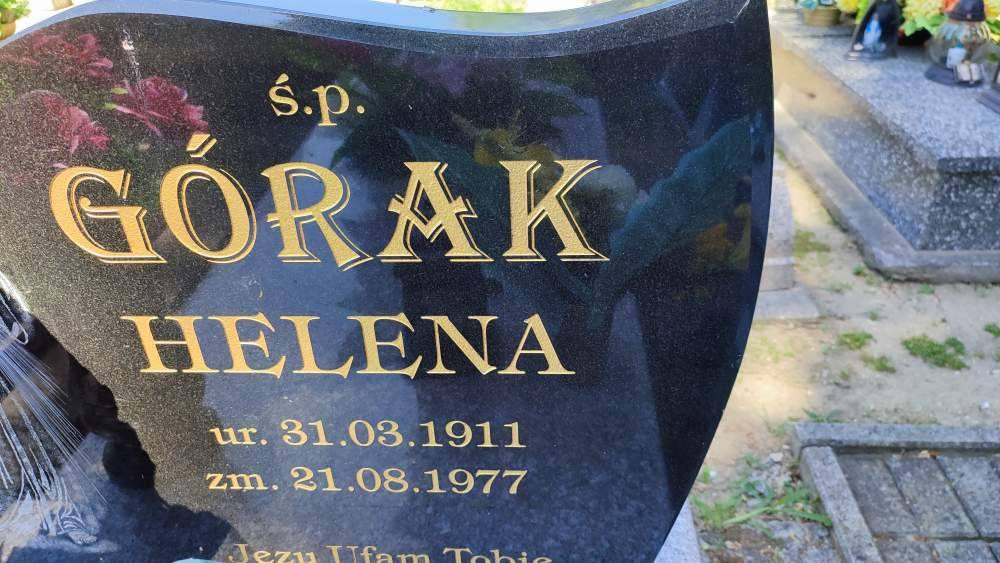 ś.p.
GÓRAK
HELENA
ur. 31.03.1911
zm. 21.08.1977
Jezu Ufam Tobie